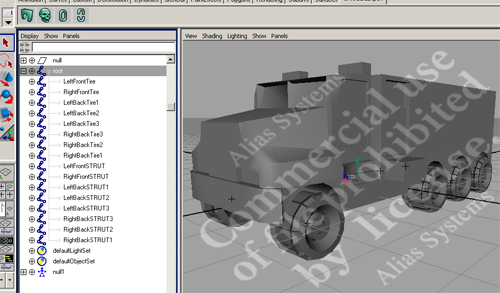 Display Show Panels
View Shading Lighting Show Panels
null
root
LeftFrontTire
RightFrontTire
LeftBackTire1
LeftBackTire2
LeftBackTire3
RightBackTire3
RightBackTire2
RightBackTire1
LeftFrontSTRUT
RightFrontSTRUT
LeftBackSTRUT1
LeftBackSTRUT2
LeftBackSTRUT3
RightBackSTRUT3
RightBackSTRUT2
RightBackSTRUT1
defaultLightSet
defaultObjectSet
null1
Alias Systems
Commercial use
of prohibited
by license
Alias Systems